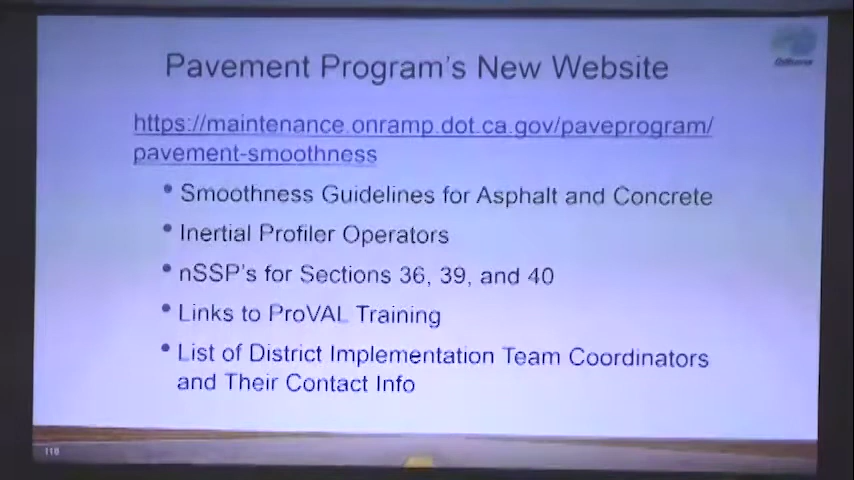 Pavement Program's New Website
https://maintenance.onramp.dot.ca.gov/paveprogram/
pavement-smoothness
• Smoothness Guidelines for Asphalt and Concrete
• Inertial Profiler Operators
• nSSP's for Sections 36, 39, and 40
• Links to ProVAL Training
• List of District Implementation Team Coordinators
and Their Contact Info